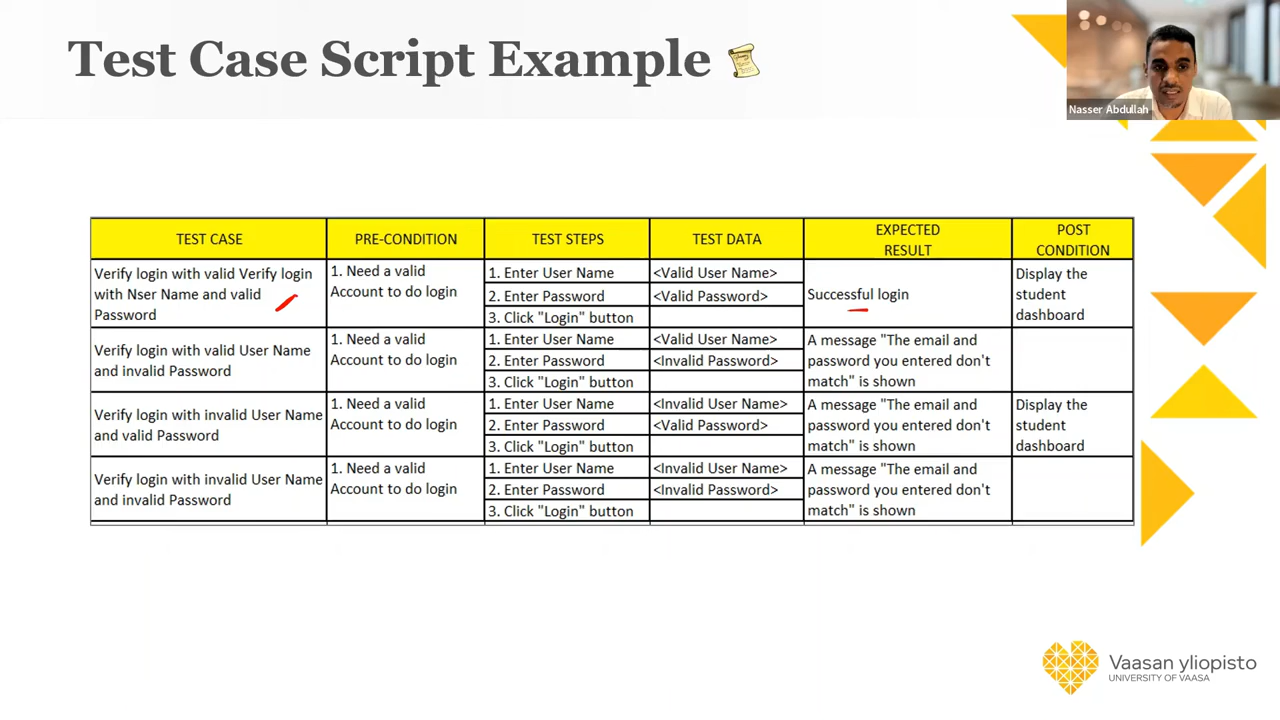 Test Case Script Example
Nasser Abdullah
TEST CASE
PRE-CONDITION
TEST STEPS
TEST DATA
EXPECTED
RESULT
POST
CONDITION
Verify login with valid Verify login
with Nser Name and valid
Password
1. Need a valid
Account to do login
1. Enter User Name
<Valid User Name>
2. Enter Password
<Valid Password>
3. Click "Login" button
Successful login
Display the
student
dashboard
Verify login with valid User Name
and invalid Password
1. Need a valid
Account to do login
1. Enter User Name
<Valid User Name>
2. Enter Password
<Invalid Password>
3. Click "Login" button
A message "The email and
password you entered don't
match" is shown
Verify login with invalid User Name
and valid Password
1. Need a valid
Account to do login
1. Enter User Name
<Invalid User Name>
2. Enter Password
<Valid Password>
3. Click "Login" button
A message "The email and
password you entered don't
match" is shown
Display the
student
dashboard
Verify login with invalid User Name
and invalid Password
1. Need a valid
Account to do login
1. Enter User Name
<Invalid User Name>
2. Enter Password
<Invalid Password>
3. Click "Login" button
A message "The email and
password you entered don't
match" is shown
Vaasan yliopisto
UNIVERSITY OF VAASA